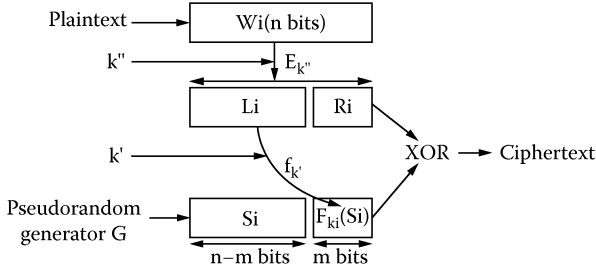 Plaintext
Wi(n bits)
k"
E_k"
Li
Ri
XOR
Ciphertext
k'
f_k'
Pseudorandom
generator G
Si
F_ki(Si)
n–m bits
m bits